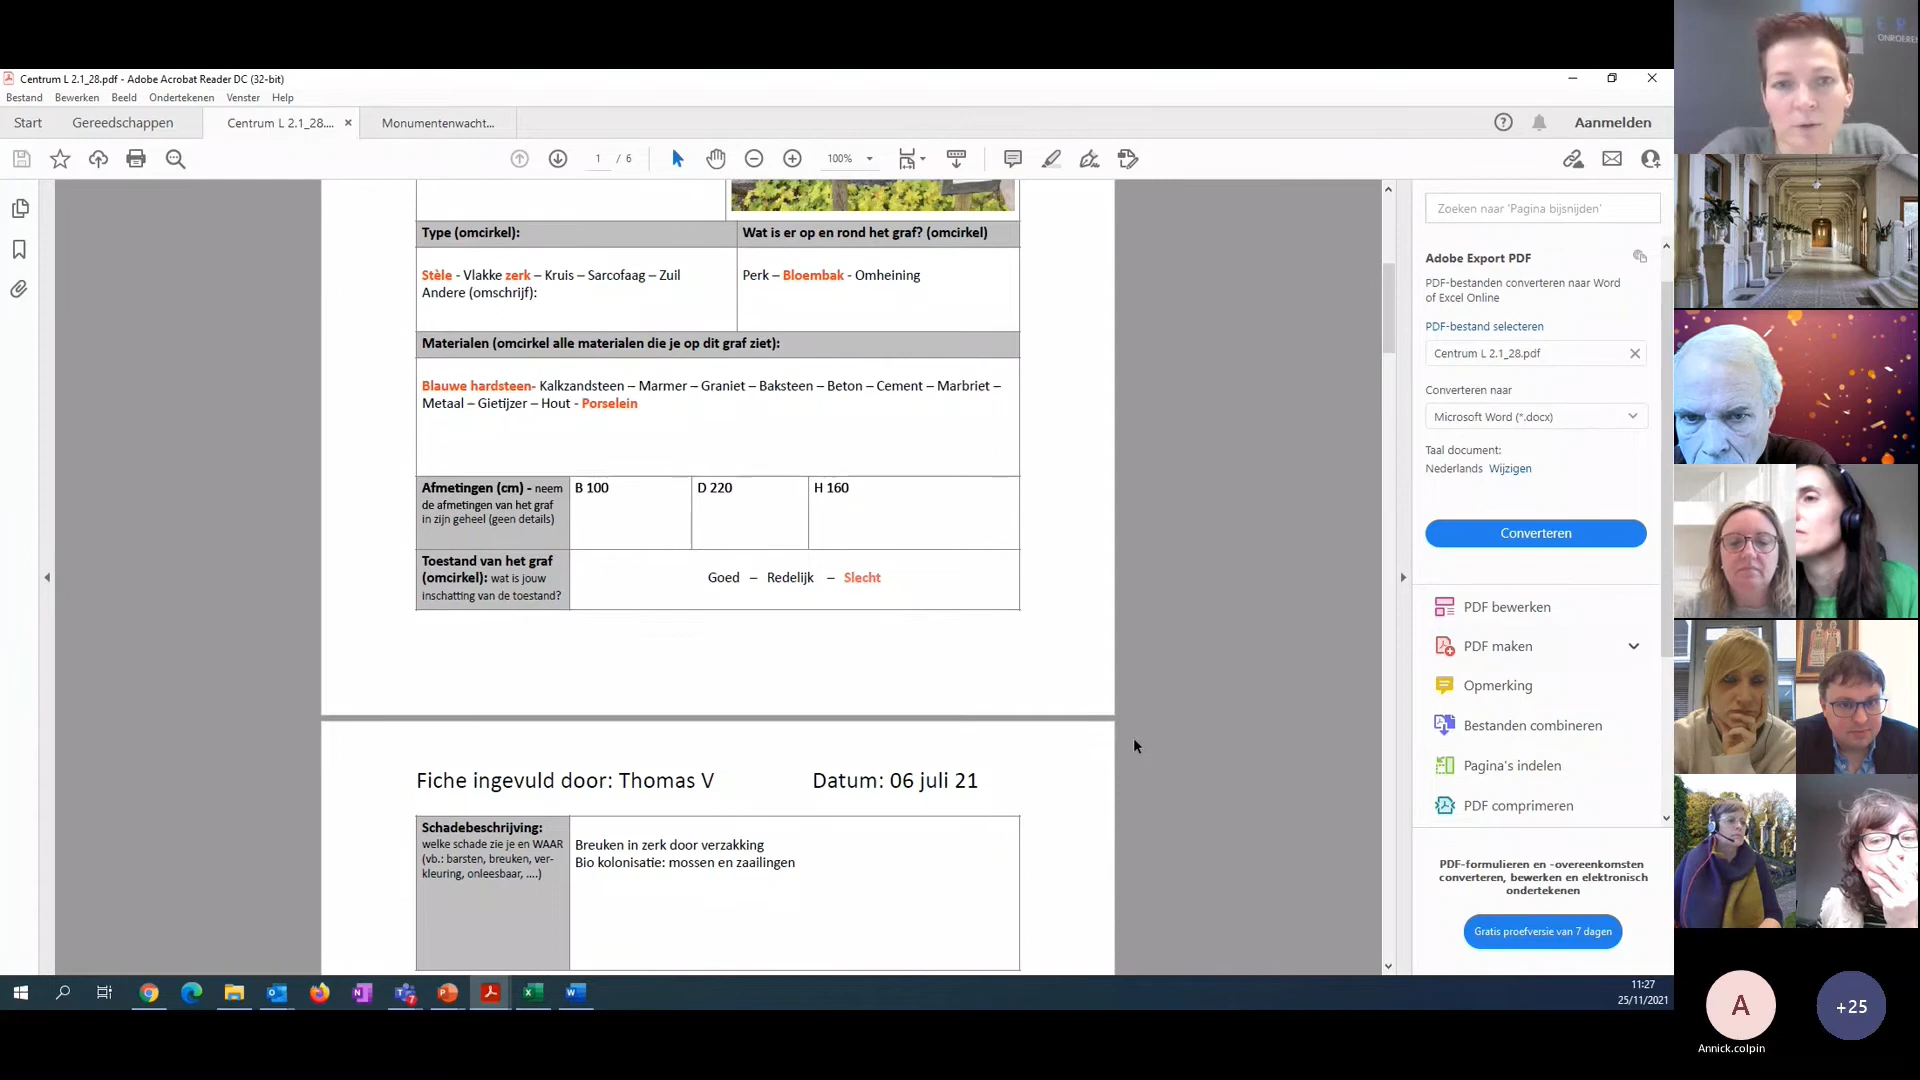 Centrum L 2.1_28.pdf - Adobe Acrobat Reader DC (32-bit)
Bestand Bewerken Beeld Ondertekenen Venster Help
Start Gereedschappen Centrum L 2.1_28.... Monumentenwacht... Aanmelden
1 / 6 100%
Type (omcirkel): Wat is er op en rond het graf? (omcirkel)
Stèle - Vlakke zerk – Kruis – Sarcofaag – Zuil
Andere (omschrijf):
Perk – Bloembak - Omheining
Materialen (omcirkel alle materialen die je op dit graf ziet):
Blauwe hardsteen- Kalkzandsteen – Marmer – Graniet – Baksteen – Beton – Cement – Marbriet –
Metaal – Gietijzer – Hout - Porselein
Afmetingen (cm) - neem
de afmetingen van het graf
in zijn geheel (geen details)
B 100 D 220 H 160
Toestand van het graf
(omcirkel): wat is jouw
inschatting van de toestand?
Goed – Redelijk – Slecht
Fiche ingevuld door: Thomas V Datum: 06 juli 21
Schadebeschrijving:
welke schade zie je en WAAR
(vb.: barsten, breuken, ver-
kleuring, onleesbaar, ....)
Breuken in zerk door verzakking
Bio kolonisatie: mossen en zaailingen
Zoeken naar 'Pagina bijsnijden'
Adobe Export PDF
PDF-bestanden converteren naar Word
of Excel Online
PDF-bestand selecteren
Centrum L 2.1_28.pdf
Converteren naar
Microsoft Word (*.docx)
Taal document:
Nederlands Wijzigen
Converteren
PDF bewerken
PDF maken
Opmerking
Bestanden combineren
Pagina's indelen
PDF comprimeren
PDF-formulieren en -overeenkomsten
converteren, bewerken en elektronisch
ondertekenen
Gratis proefversie van 7 dagen
11:27
25/11/2021
ONROEREN
A
Annick.colpin
+25